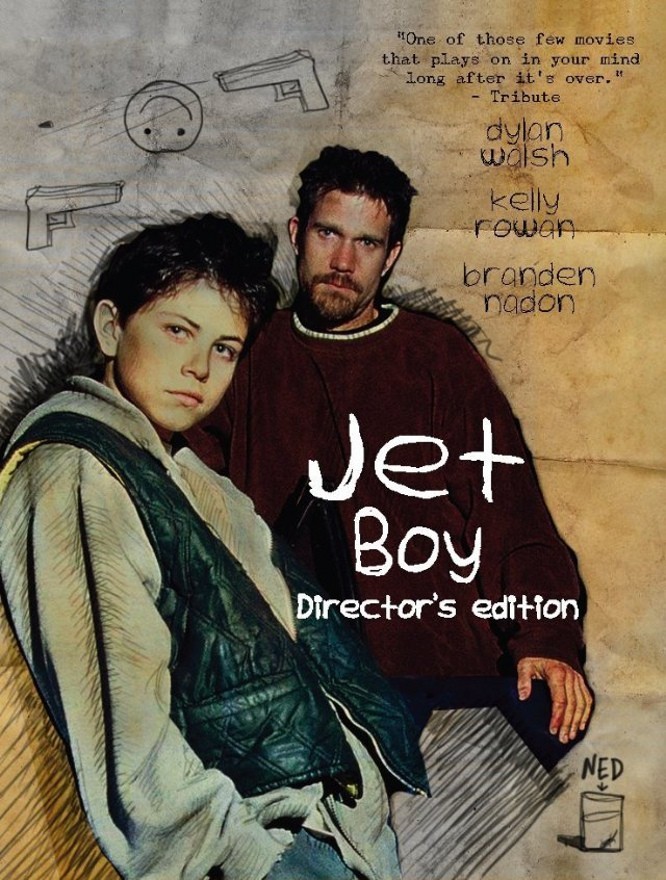 "One of those few movies
that plays on in your mind
long after it's over."
- Tribute
dylan
walsh
kelly
rowan
branden
nadon
Jet
Boy
Director's edition
NED